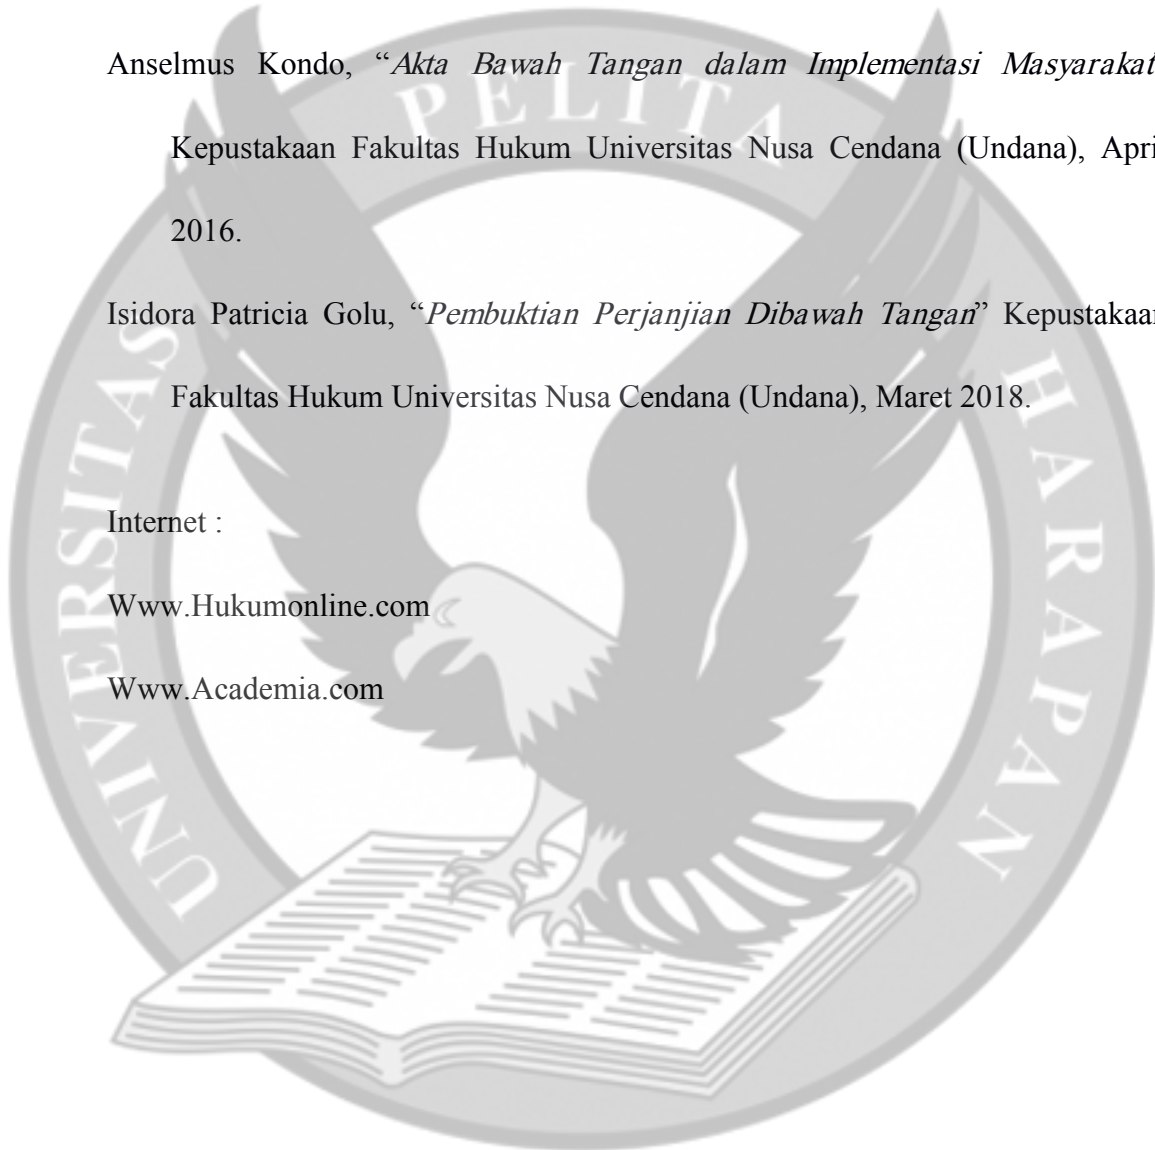 Anselmus Kondo, “Akta Bawah Tangan dalam Implementasi Masyarakat
Kepustakaan Fakultas Hukum Universitas Nusa Cendana (Undana), Apri
2016.
Isidora Patricia Golu, “Pembuktian Perjanjian Dibawah Tangan” Kepustakaan
Fakultas Hukum Universitas Nusa Cendana (Undana), Maret 2018.
Internet :
Www.Hukumonline.com
Www.Academia.com
UNIVERSITAS PELITA HARAPAN